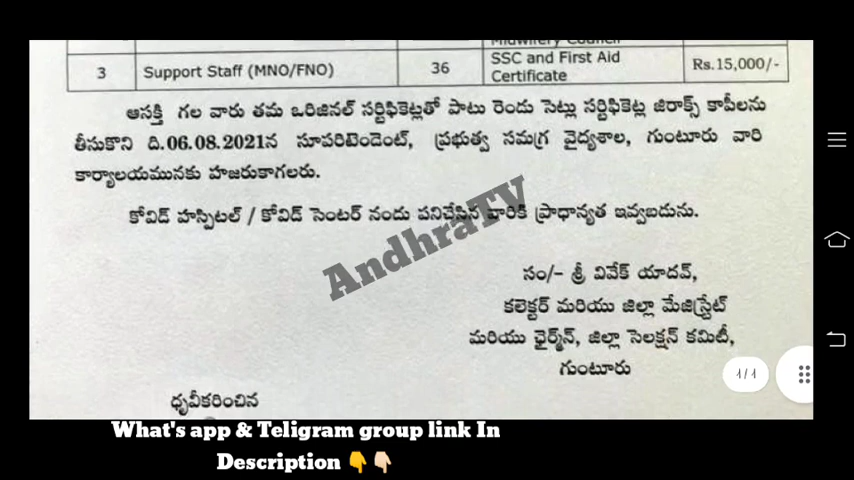 Midwifery Council
3 Support Staff (MNO/FNO) 36 SSC and First Aid Certificate Rs.15,000/-
ఆసక్తి గల వారు తమ ఒరిజినల్ సర్టిఫికెట్లతో పాటు రెండు సెట్లు సర్టిఫికెట్ల జిరాక్స్ కాపీలను
తీసుకొని ది.06.08.2021న సూపరిటెండెంట్, ప్రభుత్వ సమగ్ర వైద్యశాల, గుంటూరు వారి
కార్యాలయమునకు హజరుకాగలరు.
కోవిడ్ హస్పిటల్ / కోవిడ్ సెంటర్ నందు పనిచేసిన వారికి ప్రాధాన్యత ఇవ్వబడును.
AndhraTV
సం/- శ్రీ వివేక్ యాదవ్,
కలెక్టర్ మరియు జిల్లా మేజిస్ట్రేట్
మరియు ఛైర్మన్, జిల్లా సెలక్షన్ కమిటీ,
గుంటూరు
1/1
ధృవీకరించిన
What's app & Teligram group link In
Description 👇👇🏻